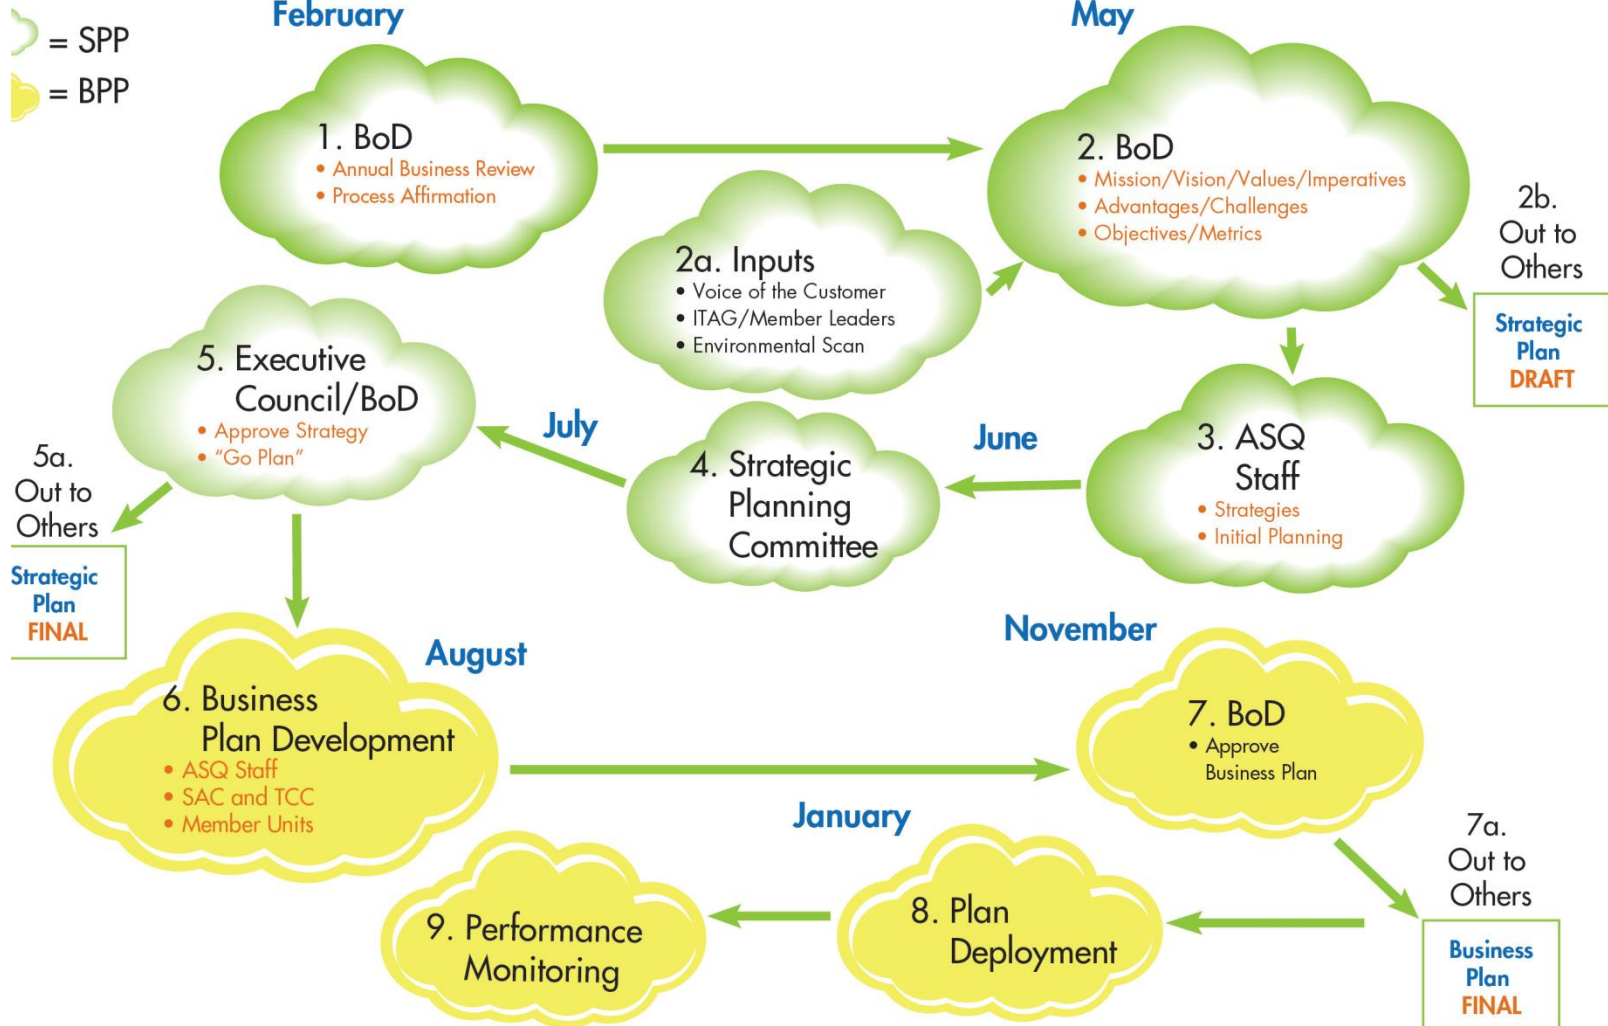 = SPP
= BPP
February
May
1. BoD
• Annual Business Review
• Process Affirmation
2. BoD
• Mission/Vision/Values/Imperatives
• Advantages/Challenges
• Objectives/Metrics
2a. Inputs
• Voice of the Customer
• ITAG/Member Leaders
• Environmental Scan
2b.
Out to
Others
Strategic
Plan
DRAFT
3. ASQ
Staff
• Strategies
• Initial Planning
June
4. Strategic
Planning
Committee
July
5. Executive
Council/BoD
• Approve Strategy
• “Go Plan”
5a.
Out to
Others
Strategic
Plan
FINAL
August
6. Business
Plan Development
• ASQ Staff
• SAC and TCC
• Member Units
November
7. BoD
• Approve
Business Plan
7a.
Out to
Others
Business
Plan
FINAL
January
8. Plan
Deployment
9. Performance
Monitoring